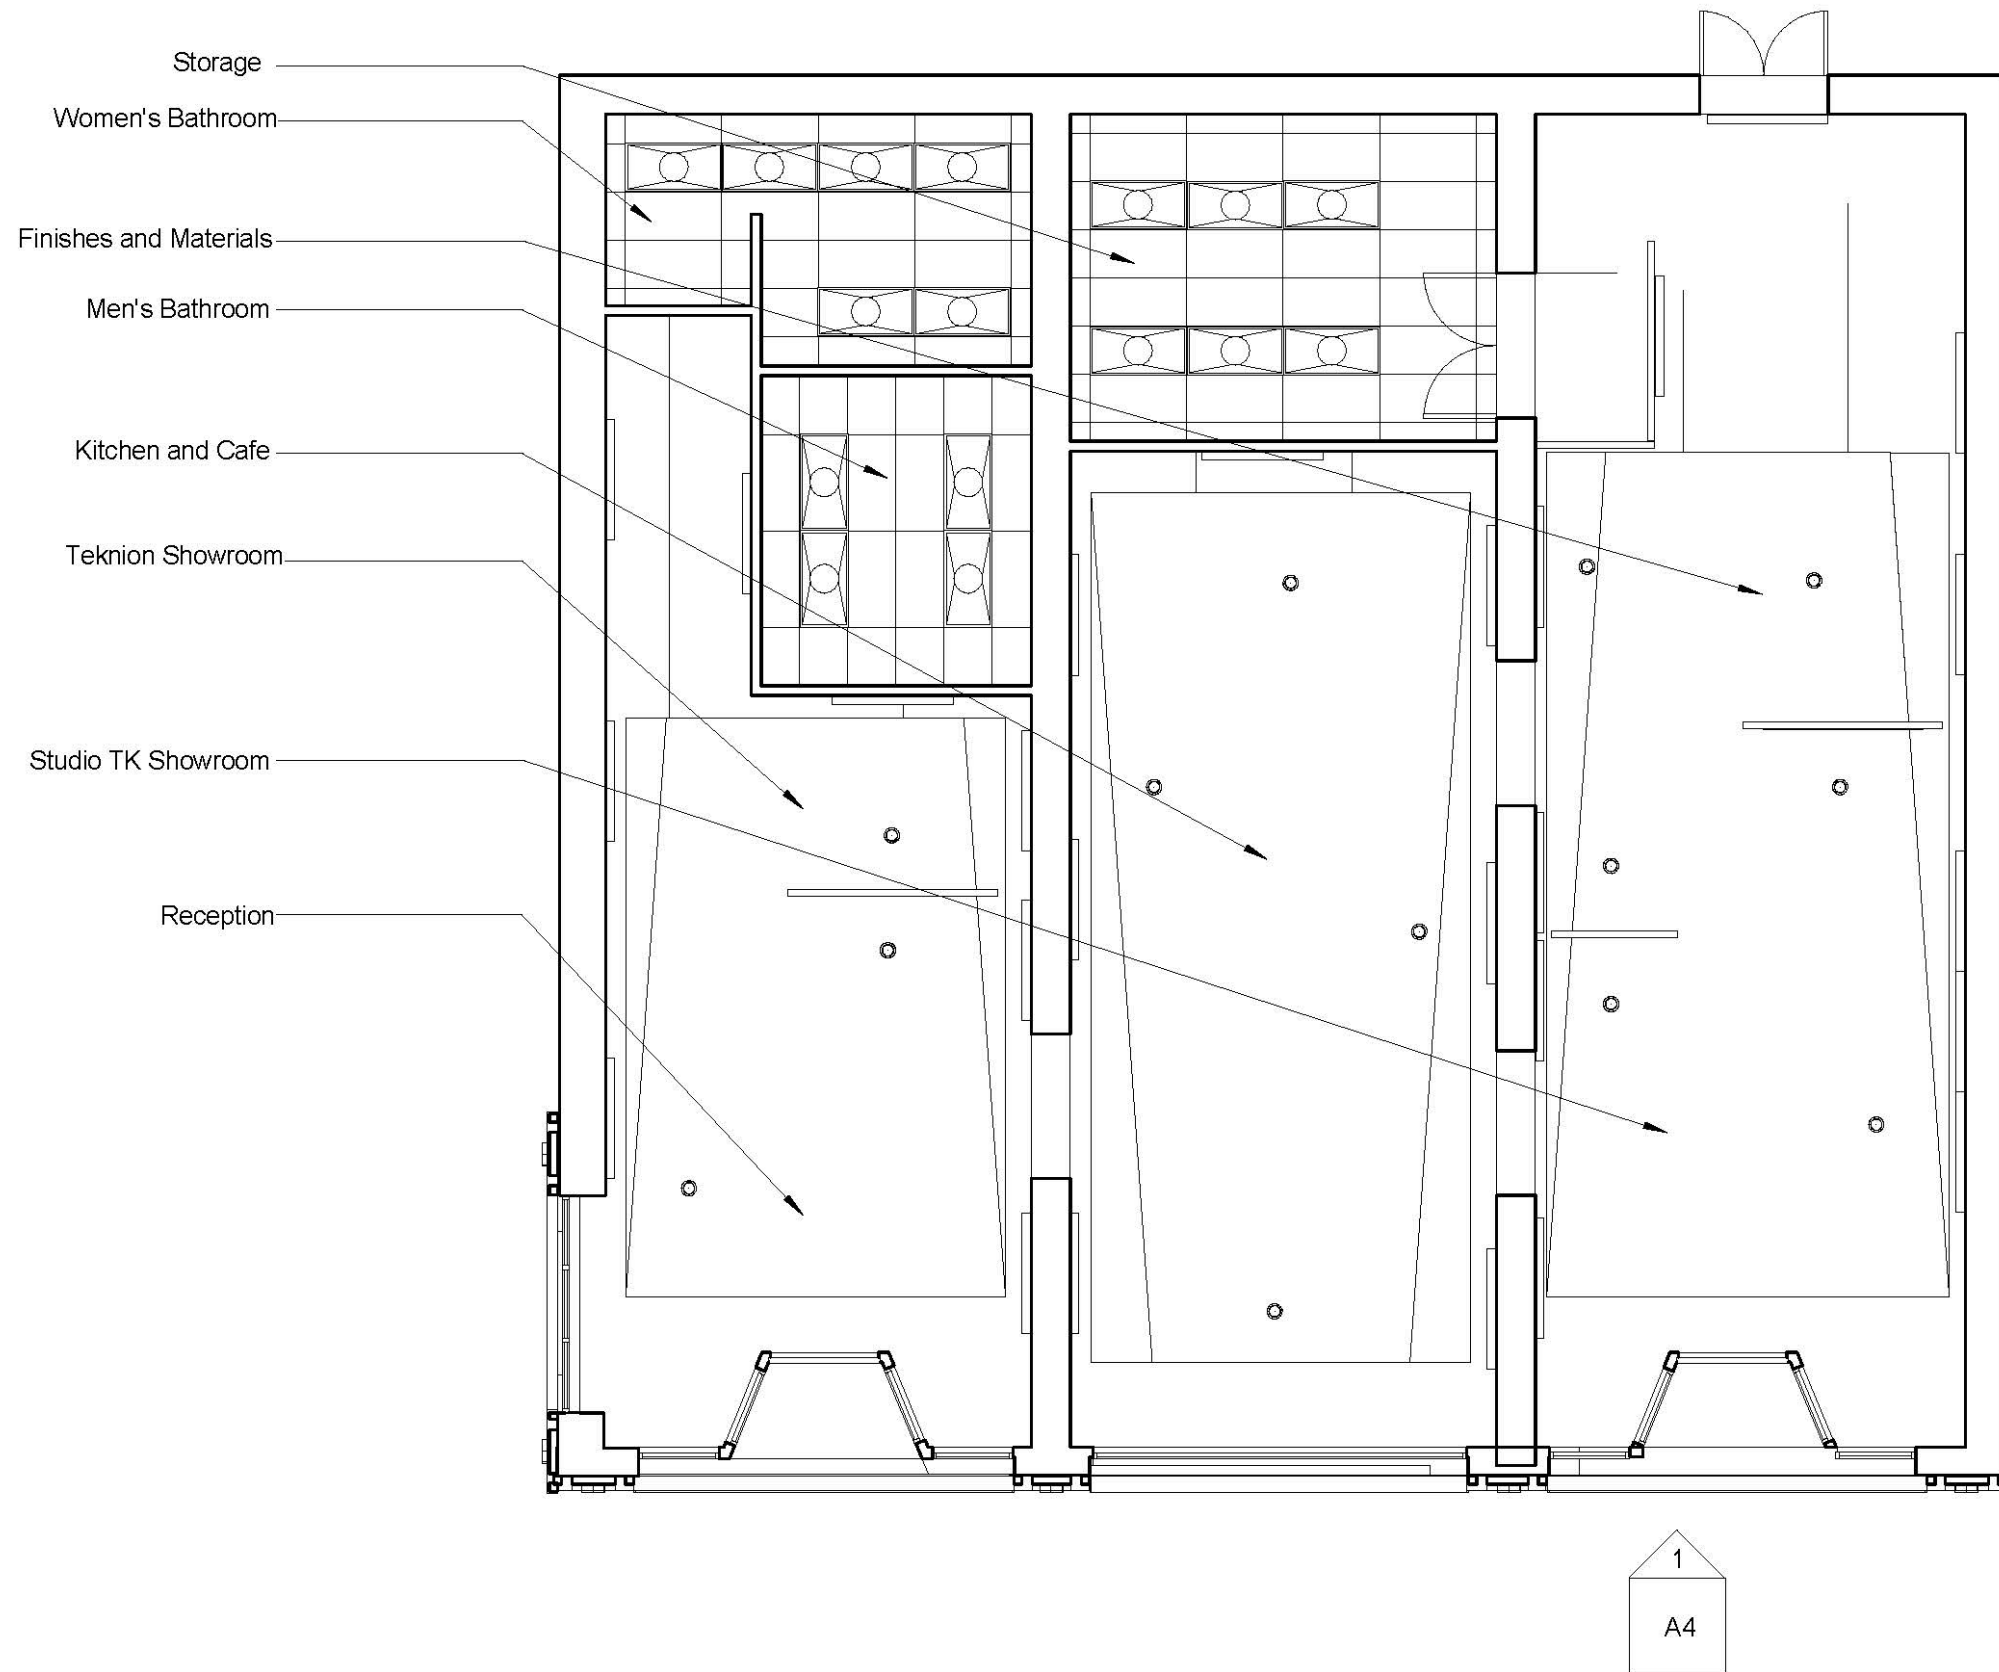 Storage
Women's Bathroom
Finishes and Materials
Men's Bathroom
Kitchen and Cafe
Teknion Showroom
Studio TK Showroom
Reception
1
A4